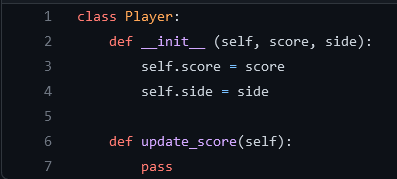 1 class Player:
2     def __init__ (self, score, side):
3         self.score = score
4         self.side = side
5
6     def update_score(self):
7         pass